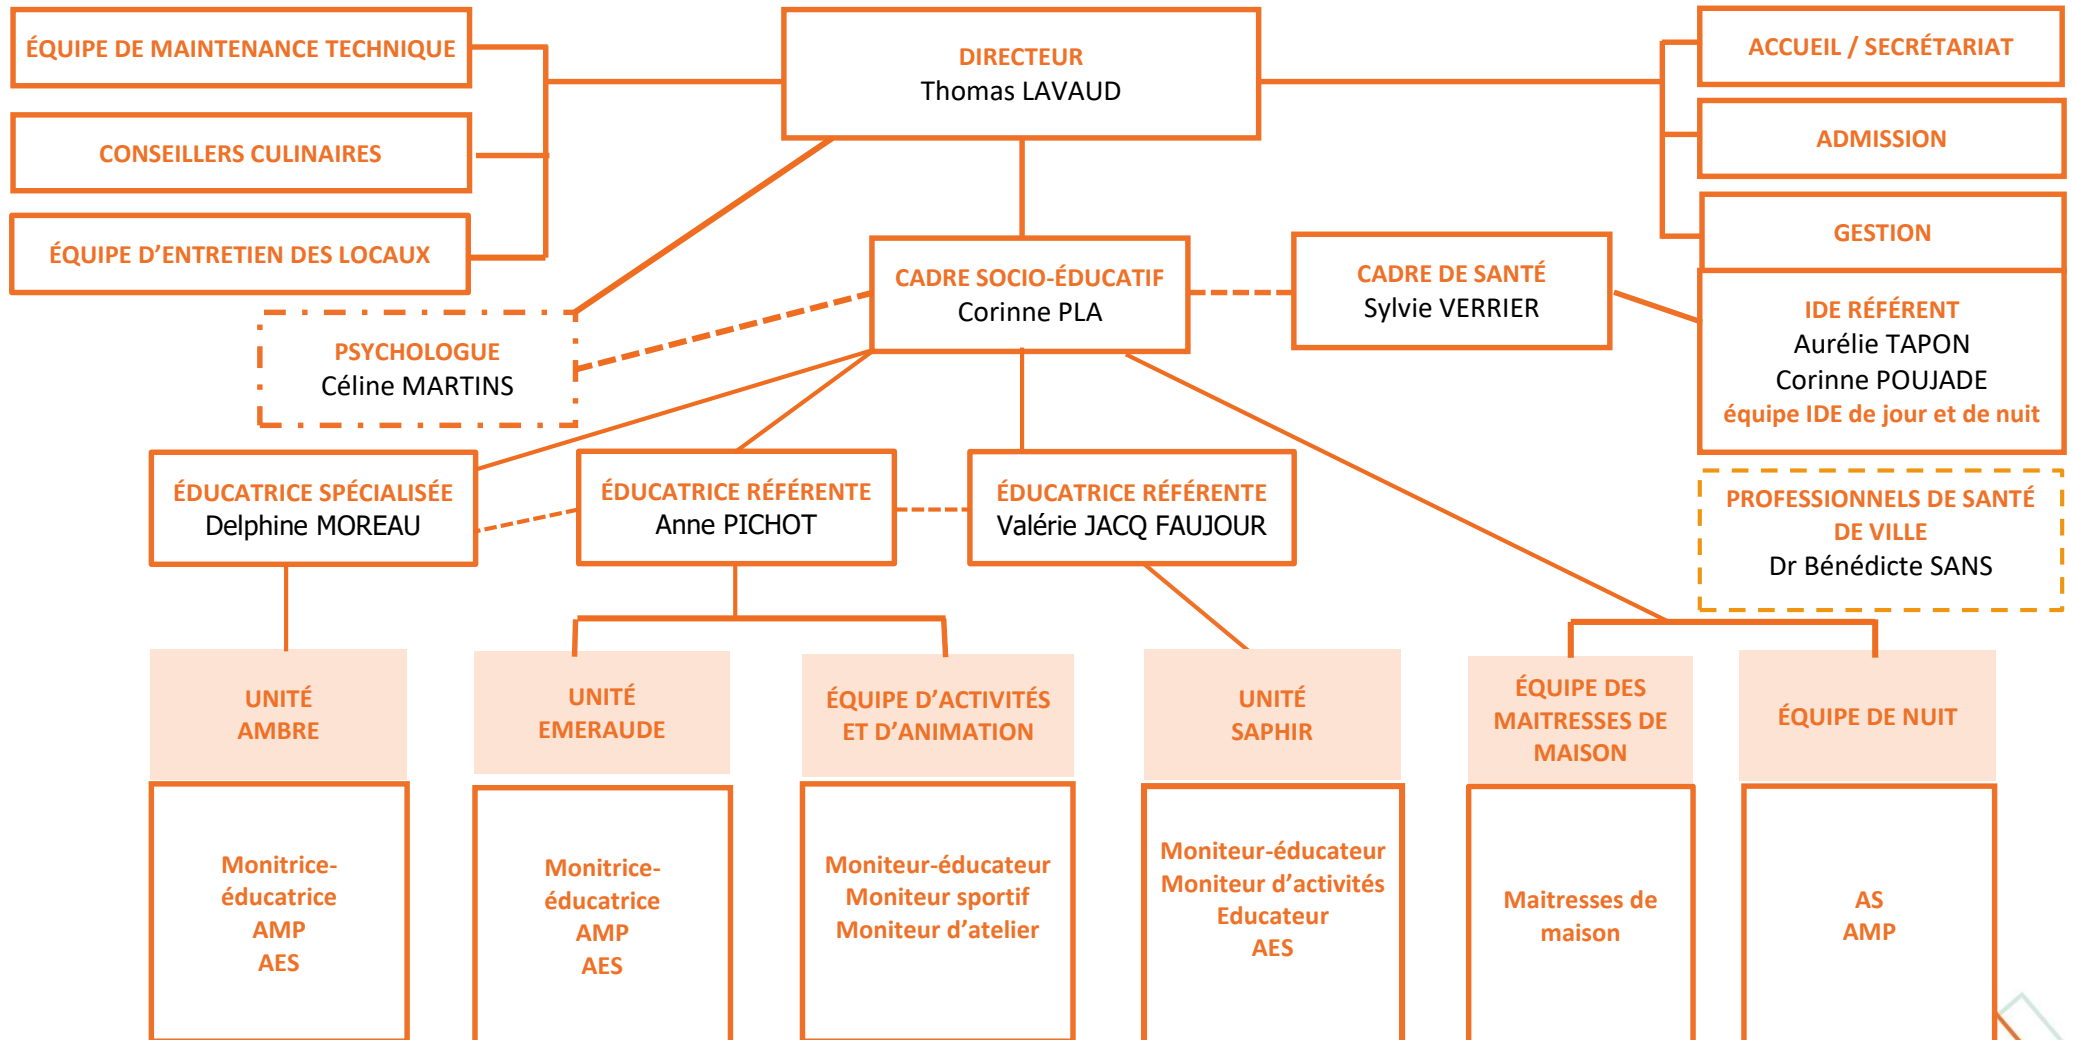 ÉQUIPE DE MAINTENANCE TECHNIQUE
CONSEILLERS CULINAIRES
ÉQUIPE D’ENTRETIEN DES LOCAUX
DIRECTEUR
Thomas LAVAUD
ACCUEIL / SECRÉTARIAT
ADMISSION
GESTION
CADRE SOCIO-ÉDUCATIF
Corinne PLA
CADRE DE SANTÉ
Sylvie VERRIER
IDE RÉFÉRENT
Aurélie TAPON
Corinne POUJADE
équipe IDE de jour et de nuit
PSYCHOLOGUE
Céline MARTINS
ÉDUCATRICE SPÉCIALISÉE
Delphine MOREAU
ÉDUCATRICE RÉFÉRENTE
Anne PICHOT
ÉDUCATRICE RÉFÉRENTE
Valérie JACQ FAUJOUR
PROFESSIONNELS DE SANTÉ
DE VILLE
Dr Bénédicte SANS
UNITÉ
AMBRE
UNITÉ
EMERAUDE
ÉQUIPE D’ACTIVITÉS
ET D’ANIMATION
UNITÉ
SAPHIR
ÉQUIPE DES
MAITRESSES DE
MAISON
ÉQUIPE DE NUIT
Monitrice-
éducatrice
AMP
AES
Monitrice-
éducatrice
AMP
AES
Moniteur-éducateur
Moniteur sportif
Moniteur d’atelier
Moniteur-éducateur
Moniteur d’activités
Educateur
AES
Maitresses de
maison
AS
AMP